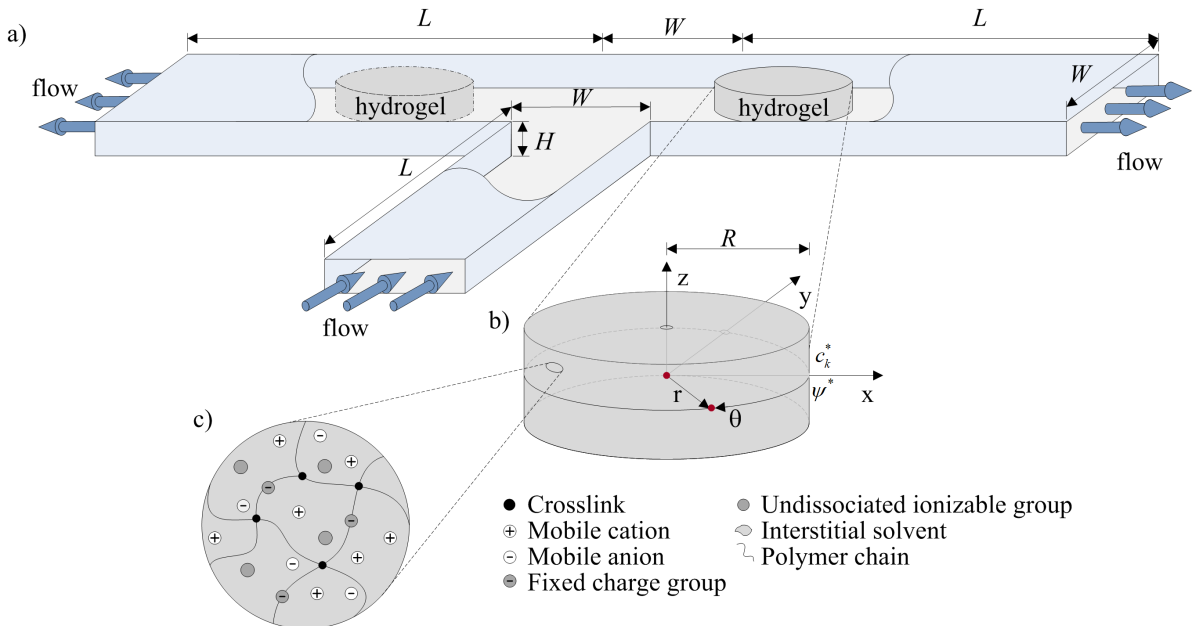 a)
L
W
L
flow
hydrogel
W
hydrogel
W
H
L
flow
flow
R
z
y
b)
c*k
ψ*
x
r
θ
c)
Crosslink
Mobile cation
Mobile anion
Fixed charge group
Undissociated ionizable group
Interstitial solvent
Polymer chain